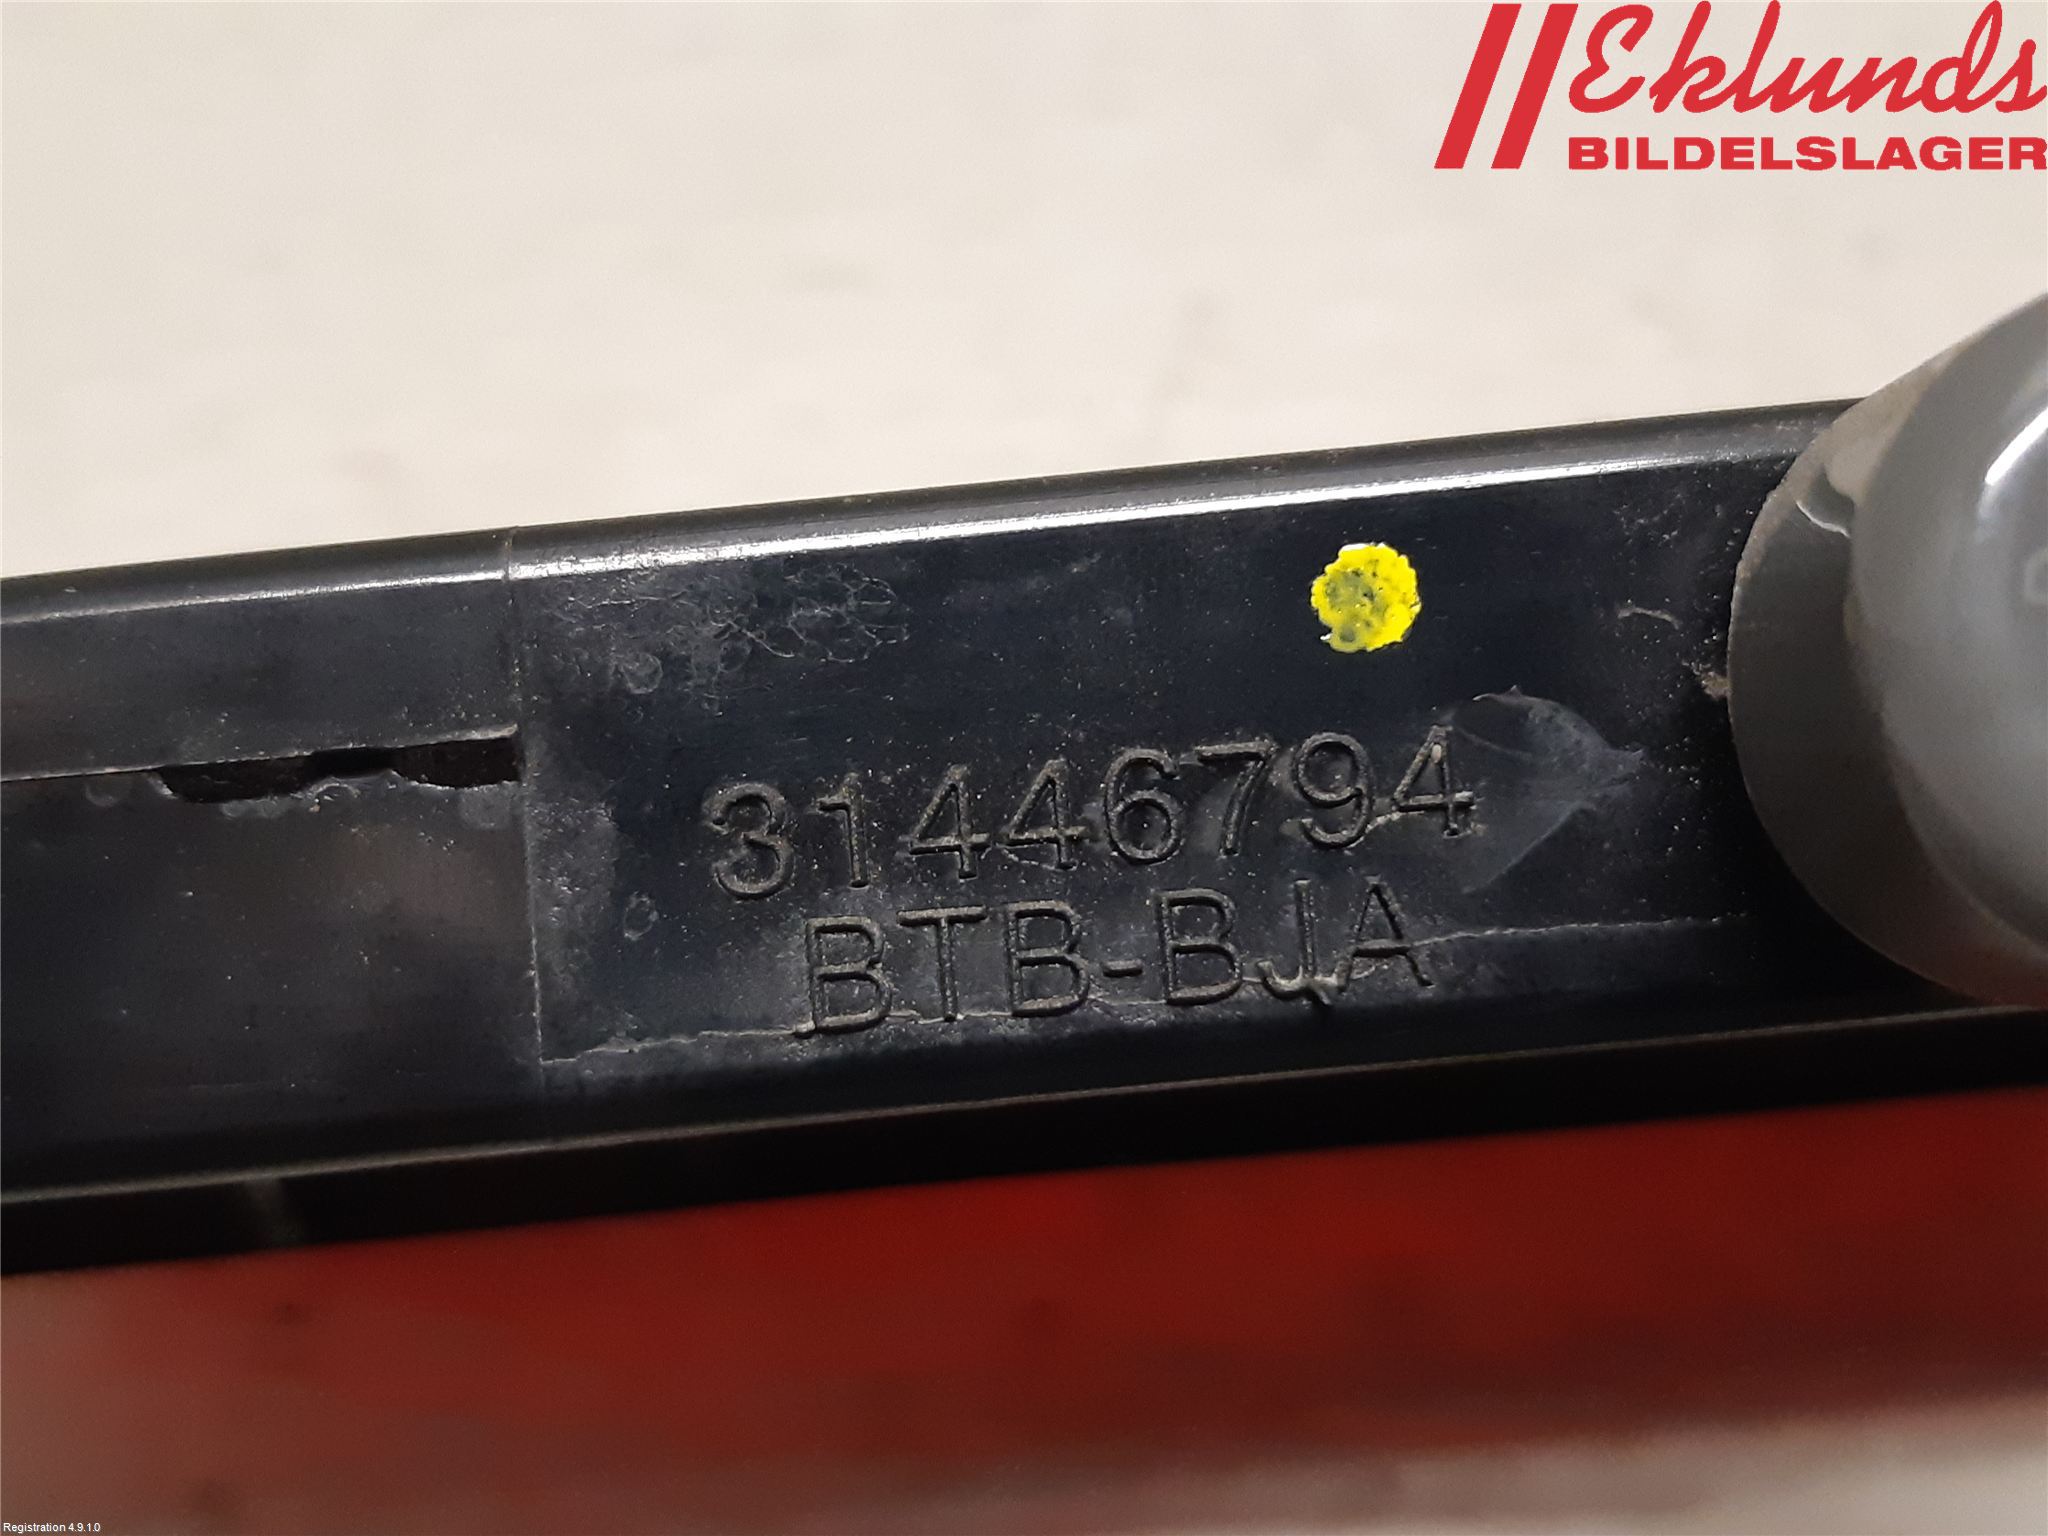 Eklunds
BILDELSLAGER
31446794
BTB-BJA
Registration 4.9.1.0